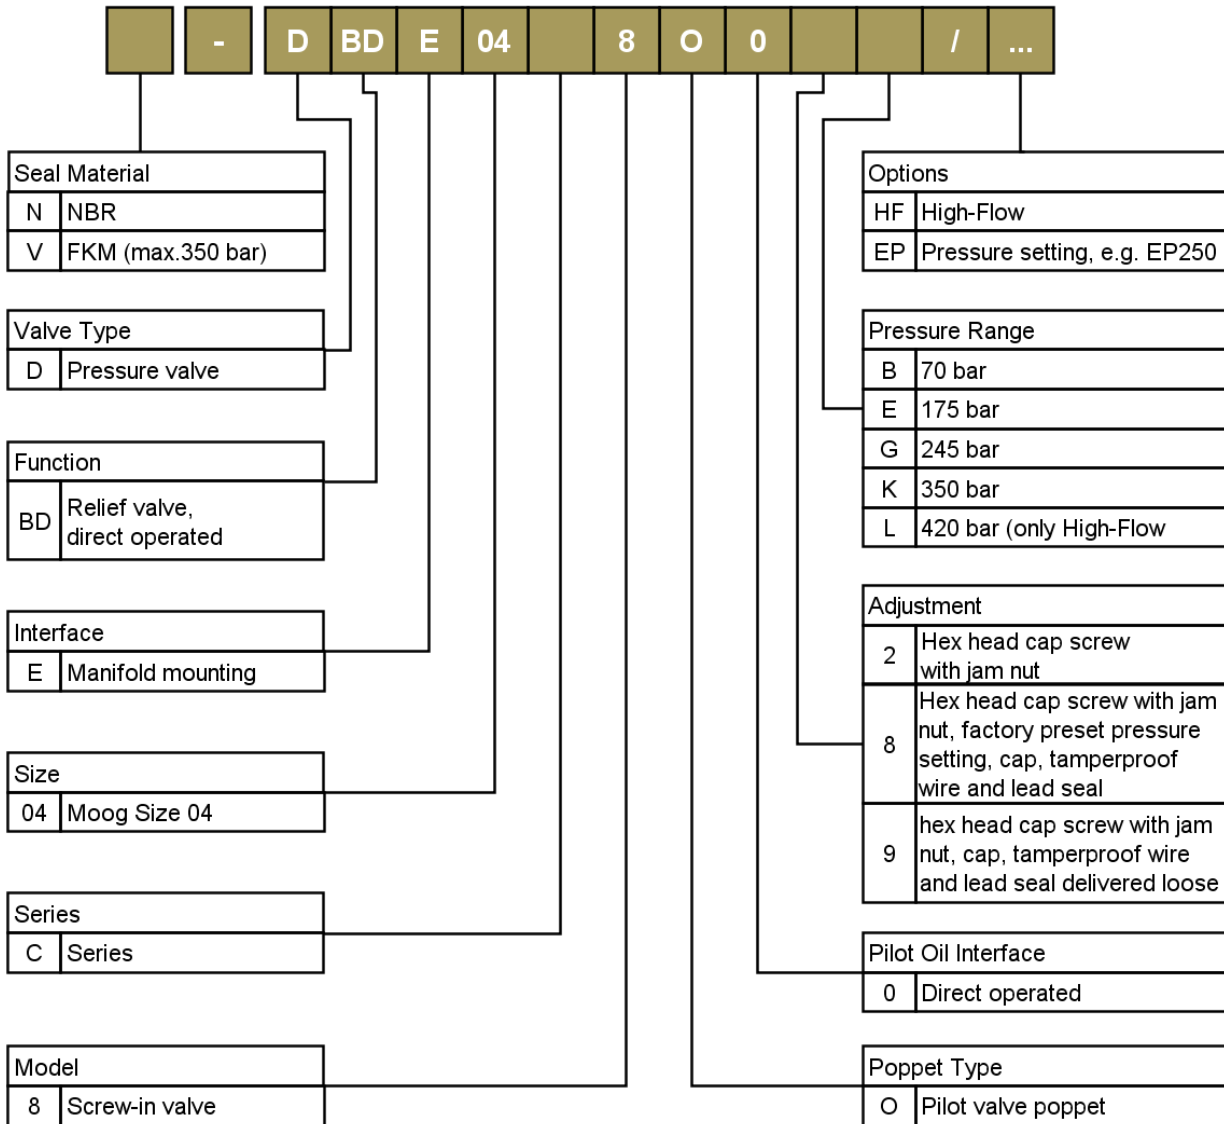 - D BD E 04 8 O 0 / ...
Seal Material
N NBR
V FKM (max.350 bar)
Valve Type
D Pressure valve
Function
BD Relief valve,
direct operated
Interface
E Manifold mounting
Size
04 Moog Size 04
Series
C Series
Model
8 Screw-in valve
Options
HF High-Flow
EP Pressure setting, e.g. EP250
Pressure Range
B 70 bar
E 175 bar
G 245 bar
K 350 bar
L 420 bar (only High-Flow
Adjustment
2 Hex head cap screw
with jam nut
8 Hex head cap screw with jam
nut, factory preset pressure
setting, cap, tamperproof
wire and lead seal
9 hex head cap screw with jam
nut, cap, tamperproof wire
and lead seal delivered loose
Pilot Oil Interface
0 Direct operated
Poppet Type
O Pilot valve poppet